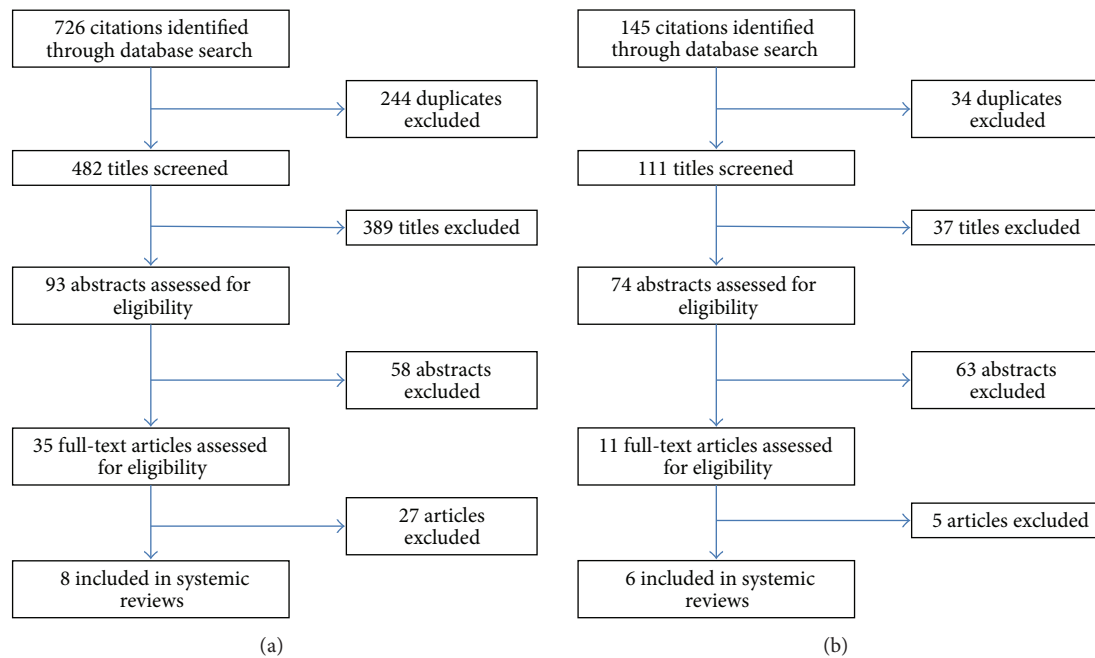 726 citations identified
through database search
244 duplicates
excluded
482 titles screened
389 titles excluded
93 abstracts assessed for
eligibility
58 abstracts
excluded
35 full-text articles assessed
for eligibility
27 articles
excluded
8 included in systemic
reviews
(a)
145 citations identified
through database search
34 duplicates
excluded
111 titles screened
37 titles excluded
74 abstracts assessed for
eligibility
63 abstracts
excluded
11 full-text articles assessed
for eligibility
5 articles excluded
6 included in systemic
reviews
(b)